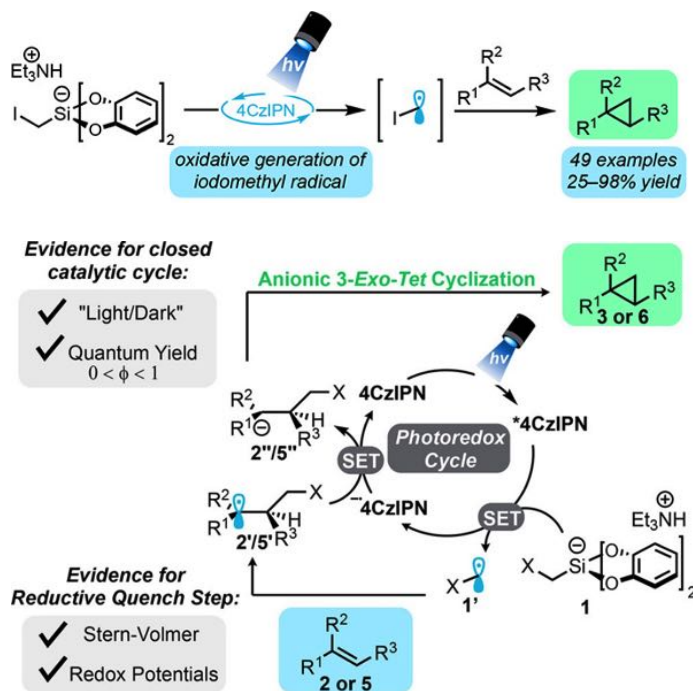 Et₃NH
⊕
I
Si
⊖
O
O
2
hv
4CzIPN
oxidative generation of
iodomethyl radical
I
R¹
R²
R³
R²
R¹
R³
49 examples
25–98% yield
Evidence for closed
catalytic cycle:
✓ "Light/Dark"
✓ Quantum Yield
0 < ϕ < 1
Anionic 3-Exo-Tet Cyclization
R²
R¹
R³
3 or 6
hv
R²
R¹
⊖
X
H
R³
2''/5''
4CzIPN
*4CzIPN
Photoredox
Cycle
SET
R²
R¹
X
H
R³
2'/5'
−·4CzIPN
SET
Et₃NH
⊕
X
1'
X
Si
⊖
O
O
2
1
Evidence for
Reductive Quench Step:
✓ Stern-Volmer
✓ Redox Potentials
R²
R¹
R³
2 or 5